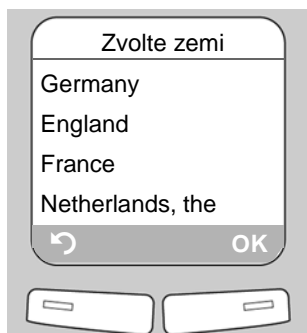 Zvolte zemi
Germany
England
France
Netherlands, the
OK